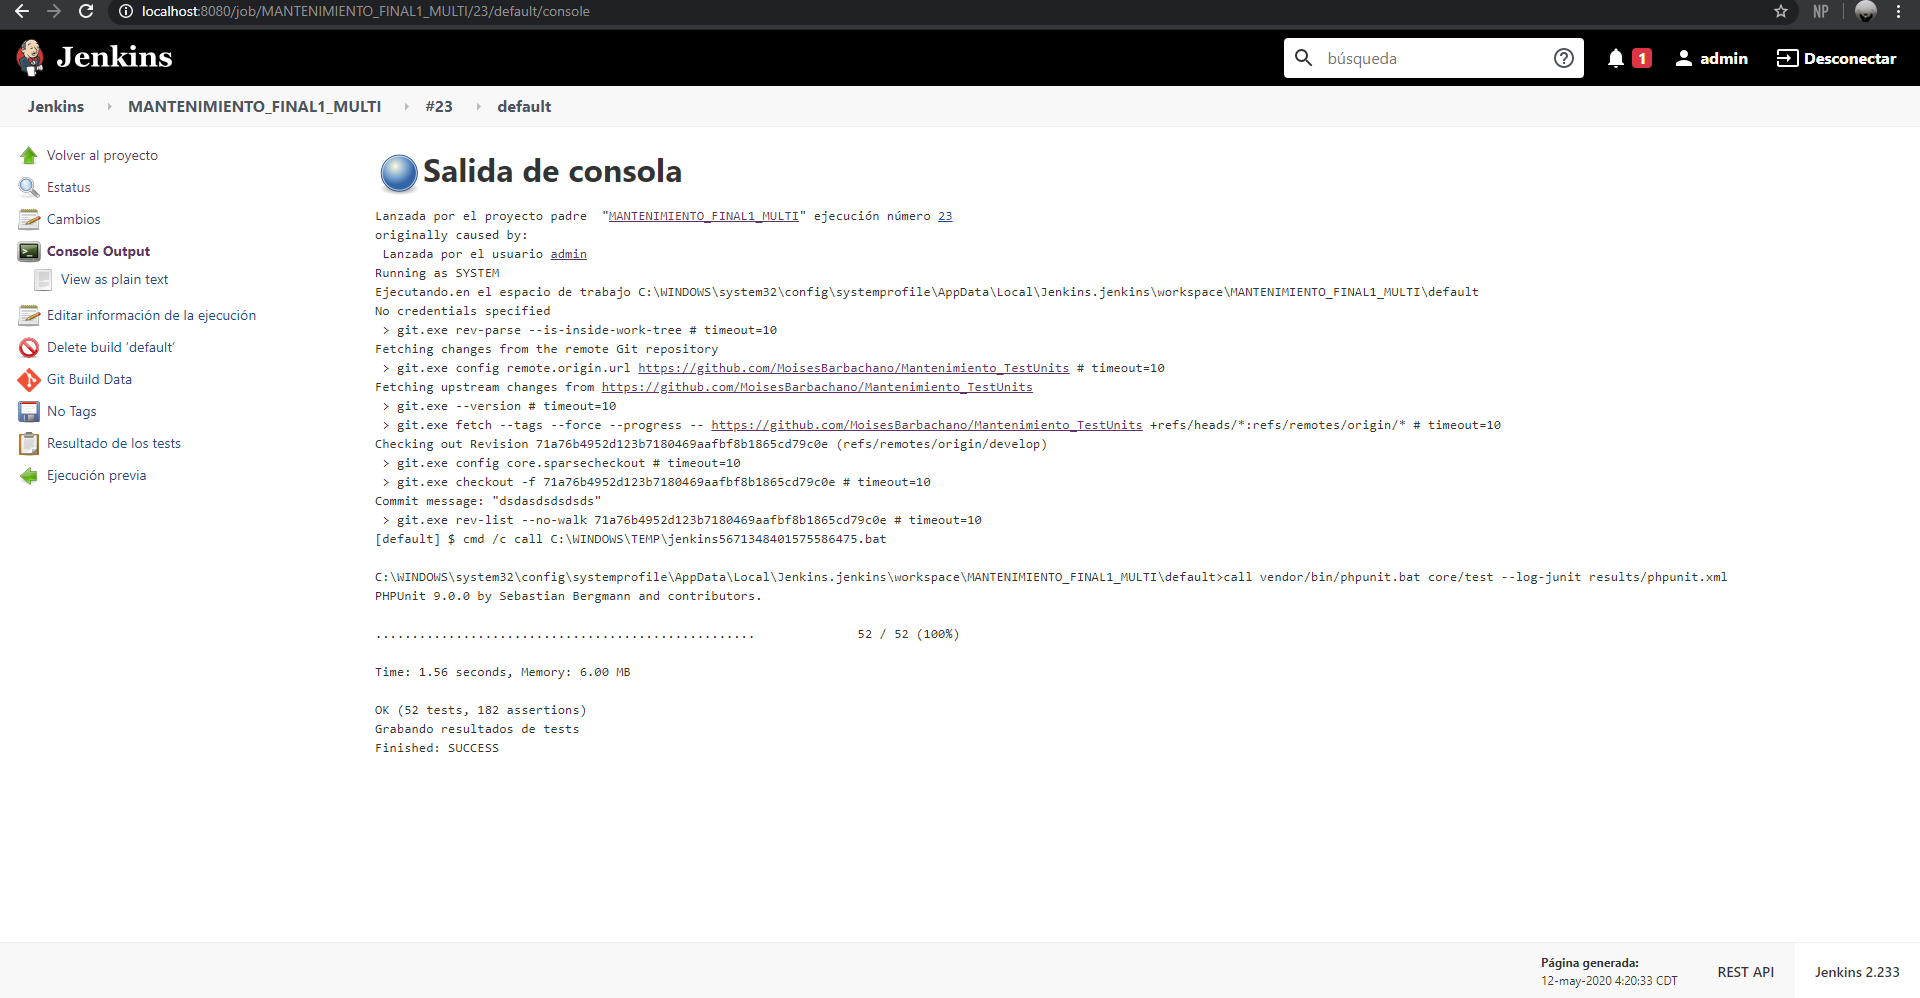 localhost:8080/job/MANTENIMIENTO_FINAL1_MULTI/23/default/console
NP
Jenkins
búsqueda
1
admin
Desconectar
Jenkins MANTENIMIENTO_FINAL1_MULTI #23 default
Volver al proyecto
Estatus
Cambios
Console Output
View as plain text
Editar información de la ejecución
Delete build 'default'
Git Build Data
No Tags
Resultado de los tests
Ejecución previa
Salida de consola
Lanzada por el proyecto padre  "MANTENIMIENTO_FINAL1_MULTI" ejecución número 23
originally caused by:
 Lanzada por el usuario admin
Running as SYSTEM
Ejecutando.en el espacio de trabajo C:\WINDOWS\system32\config\systemprofile\AppData\Local\Jenkins.jenkins\workspace\MANTENIMIENTO_FINAL1_MULTI\default
No credentials specified
 > git.exe rev-parse --is-inside-work-tree # timeout=10
Fetching changes from the remote Git repository
 > git.exe config remote.origin.url https://github.com/MoisesBarbachano/Mantenimiento_TestUnits # timeout=10
Fetching upstream changes from https://github.com/MoisesBarbachano/Mantenimiento_TestUnits
 > git.exe --version # timeout=10
 > git.exe fetch --tags --force --progress -- https://github.com/MoisesBarbachano/Mantenimiento_TestUnits +refs/heads/*:refs/remotes/origin/* # timeout=10
Checking out Revision 71a76b4952d123b7180469aafbf8b1865cd79c0e (refs/remotes/origin/develop)
 > git.exe config core.sparsecheckout # timeout=10
 > git.exe checkout -f 71a76b4952d123b7180469aafbf8b1865cd79c0e # timeout=10
Commit message: "dsdasdsdsdsds"
 > git.exe rev-list --no-walk 71a76b4952d123b7180469aafbf8b1865cd79c0e # timeout=10
[default] $ cmd /c call C:\WINDOWS\TEMP\jenkins5671348401575586475.bat
C:\WINDOWS\system32\config\systemprofile\AppData\Local\Jenkins.jenkins\workspace\MANTENIMIENTO_FINAL1_MULTI\default>call vendor/bin/phpunit.bat core/test --log-junit results/phpunit.xml
PHPUnit 9.0.0 by Sebastian Bergmann and contributors.
....................................................              52 / 52 (100%)
Time: 1.56 seconds, Memory: 6.00 MB
OK (52 tests, 182 assertions)
Grabando resultados de tests
Finished: SUCCESS
Página generada:
12-may-2020 4:20:33 CDT
REST API
Jenkins 2.233